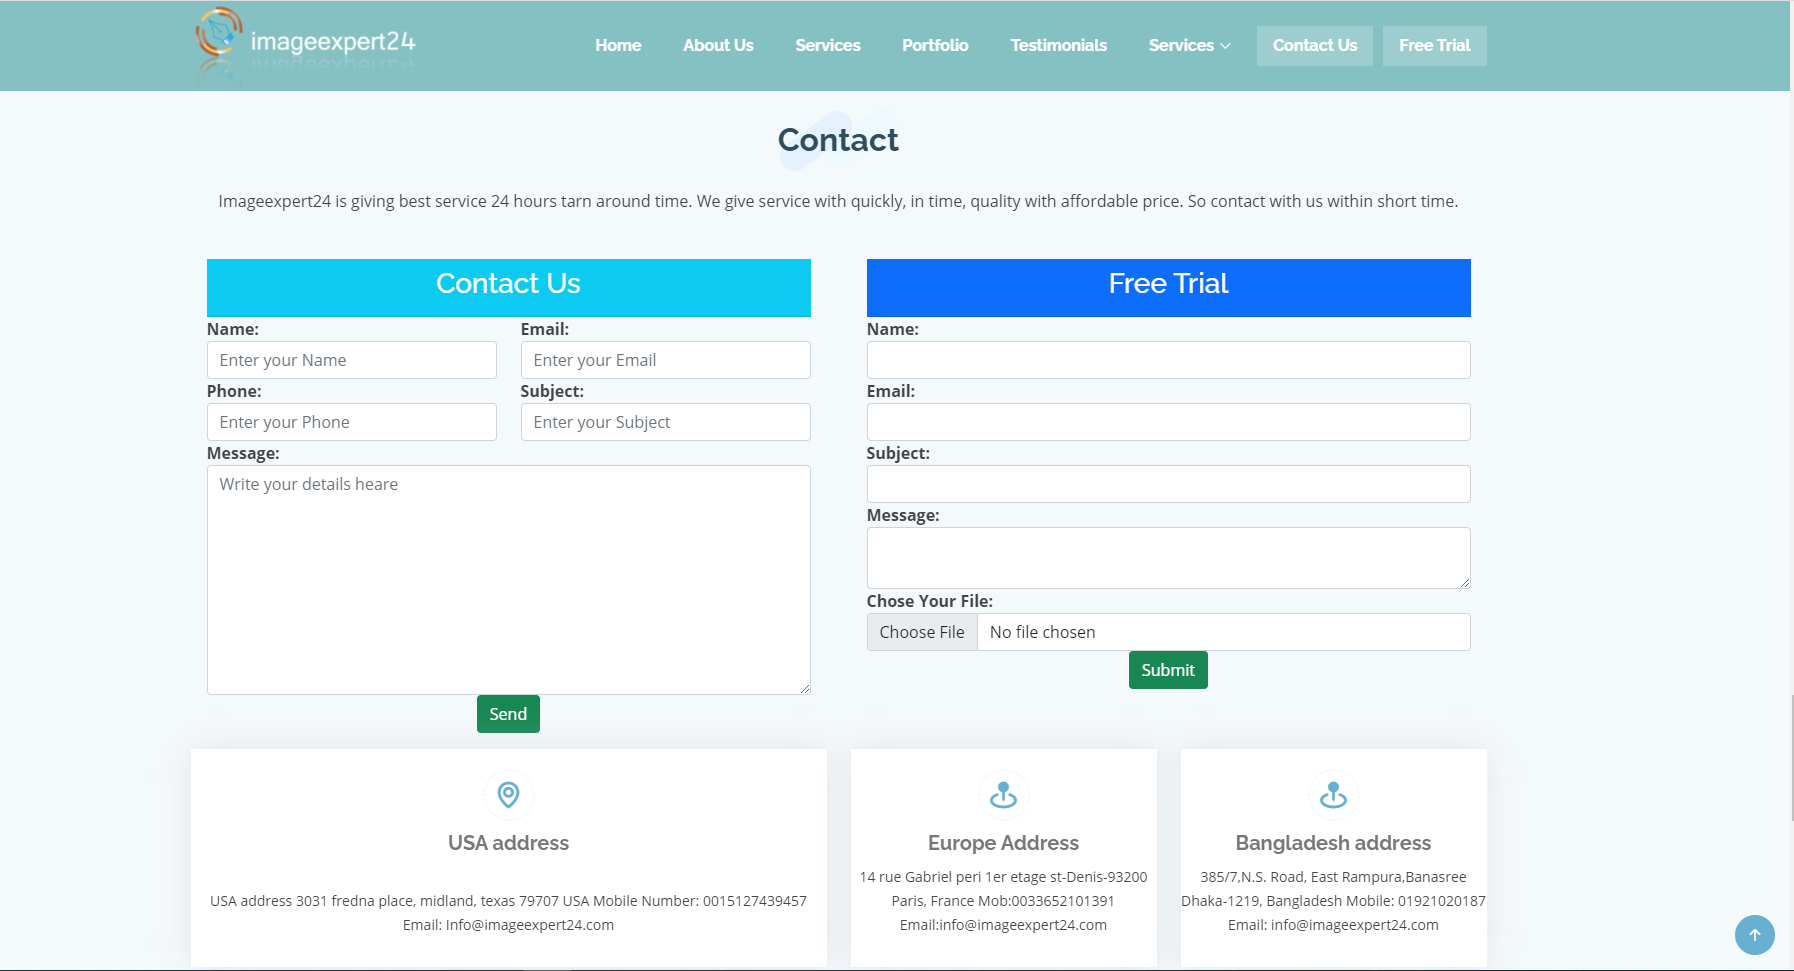 imageexpert24
Home About Us Services Portfolio Testimonials Services Contact Us Free Trial
Contact
Imageexpert24 is giving best service 24 hours tarn around time. We give service with quickly, in time, quality with affordable price. So contact with us within short time.
Contact Us
Name: Email:
Enter your Name Enter your Email
Phone: Subject:
Enter your Phone Enter your Subject
Message:
Write your details heare
Send
Free Trial
Name:
Email:
Subject:
Message:
Chose Your File:
Choose File No file chosen
Submit
USA address
USA address 3031 fredna place, midland, texas 79707 USA Mobile Number: 0015127439457
Email: Info@imageexpert24.com
Europe Address
14 rue Gabriel peri 1er etage st-Denis-93200
Paris, France Mob:0033652101391
Email:info@imageexpert24.com
Bangladesh address
385/7,N.S. Road, East Rampura,Banasree
Dhaka-1219, Bangladesh Mobile: 01921020187
Email: info@imageexpert24.com